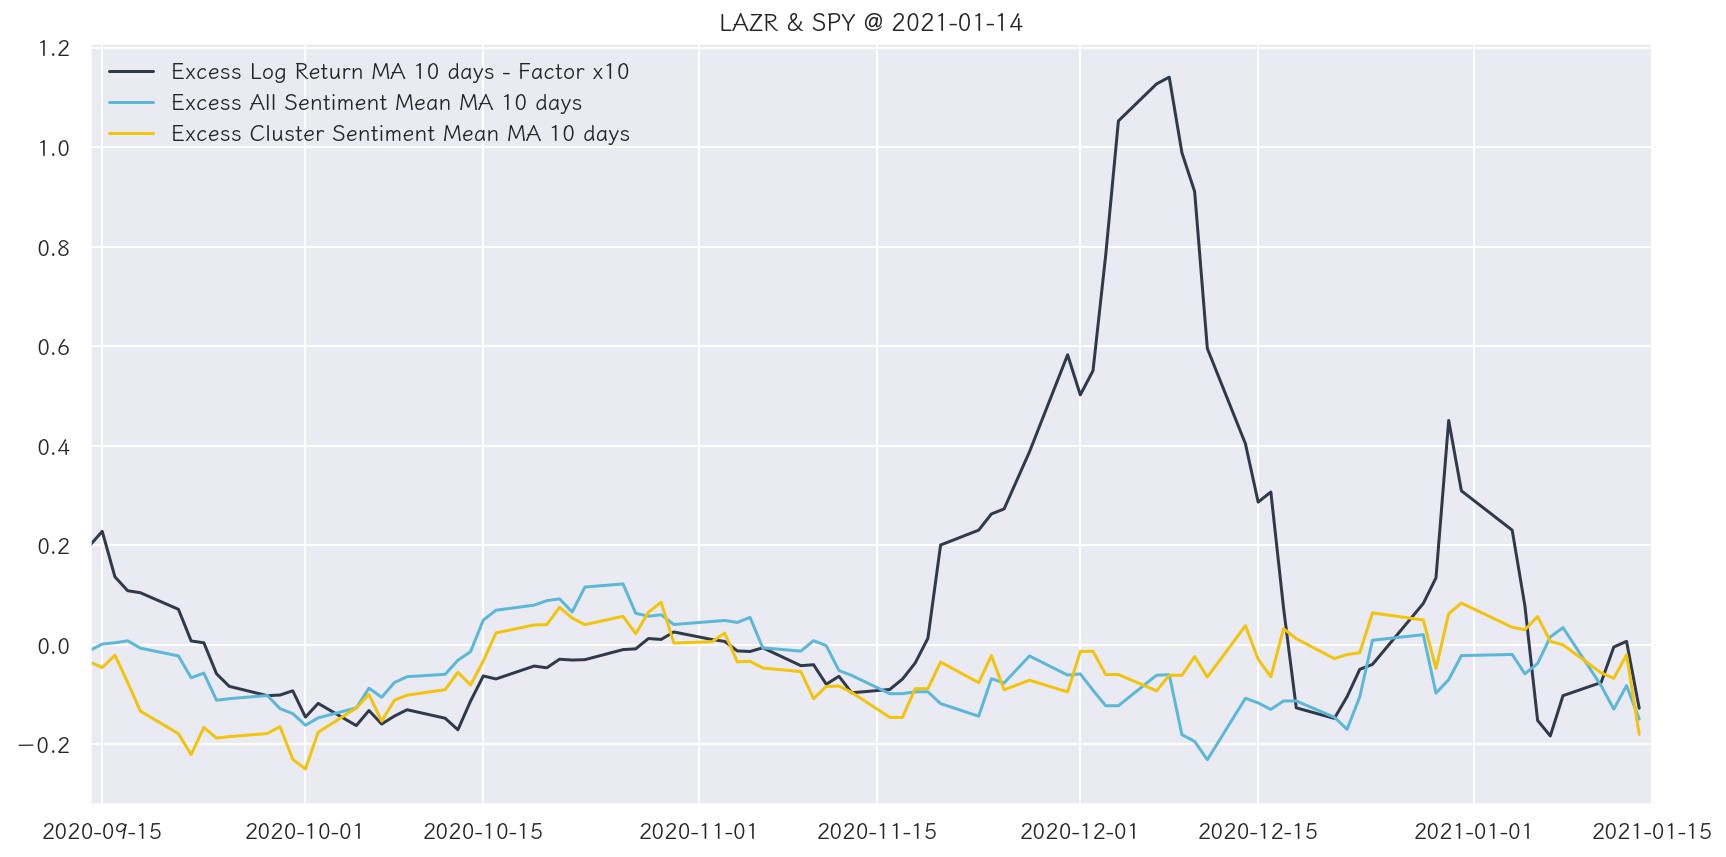 LAZR & SPY @ 2021-01-14
1.2
1.0
0.8
0.6
0.4
0.2
0.0
−0.2
Excess Log Return MA 10 days - Factor x10
Excess All Sentiment Mean MA 10 days
Excess Cluster Sentiment Mean MA 10 days
2020-09-15 2020-10-01 2020-10-15 2020-11-01 2020-11-15 2020-12-01 2020-12-15 2021-01-01 2021-01-15